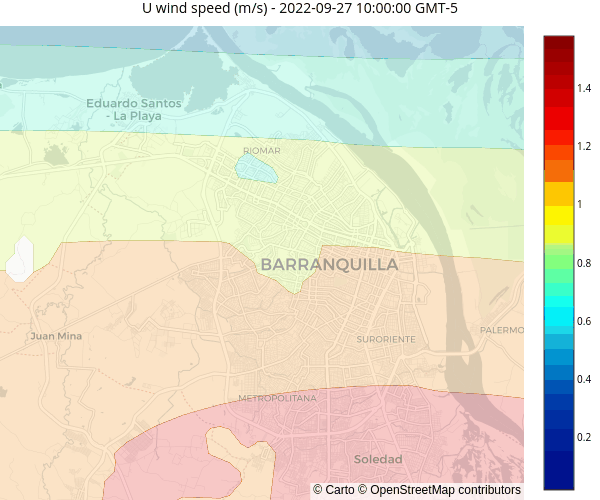 U wind speed (m/s) - 2022-09-27 10:00:00 GMT-5
Eduardo Santos
- La Playa
RIOMAR
BARRANQUILLA
PALERMO
Juan Mina
SURORIENTE
METROPOLITANA
Soledad
© Carto © OpenStreetMap contributors
1.4
1.2
1
0.8
0.6
0.4
0.2